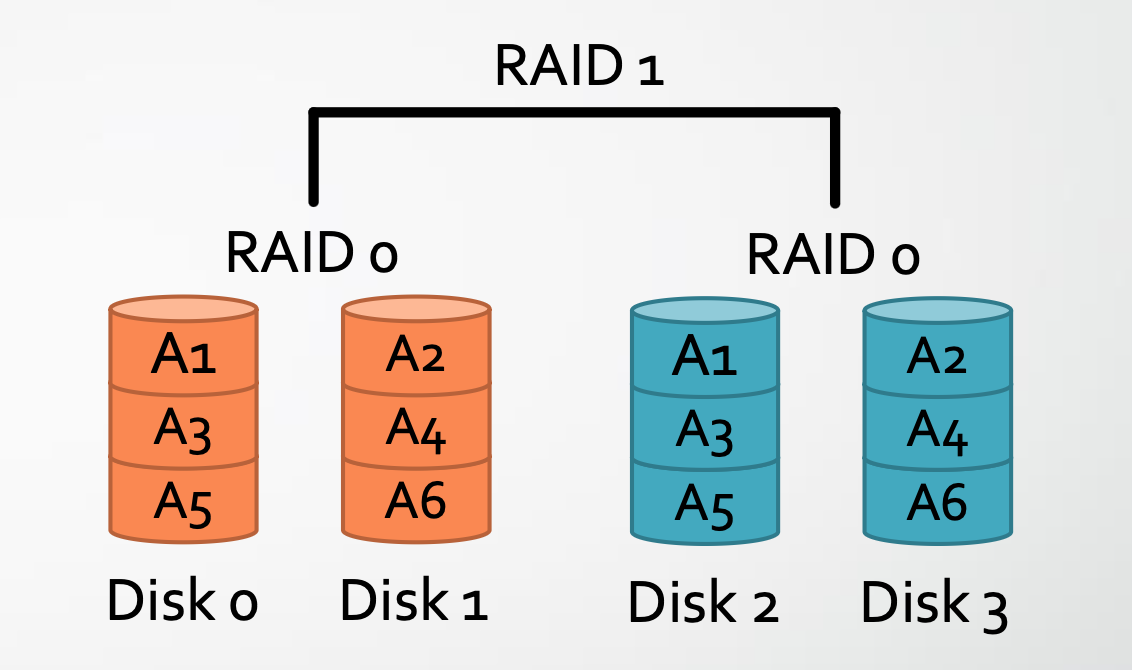 RAID 1
RAID 0
RAID 0
A1
A3
A5
A2
A4
A6
A1
A3
A5
A2
A4
A6
Disk 0
Disk 1
Disk 2
Disk 3